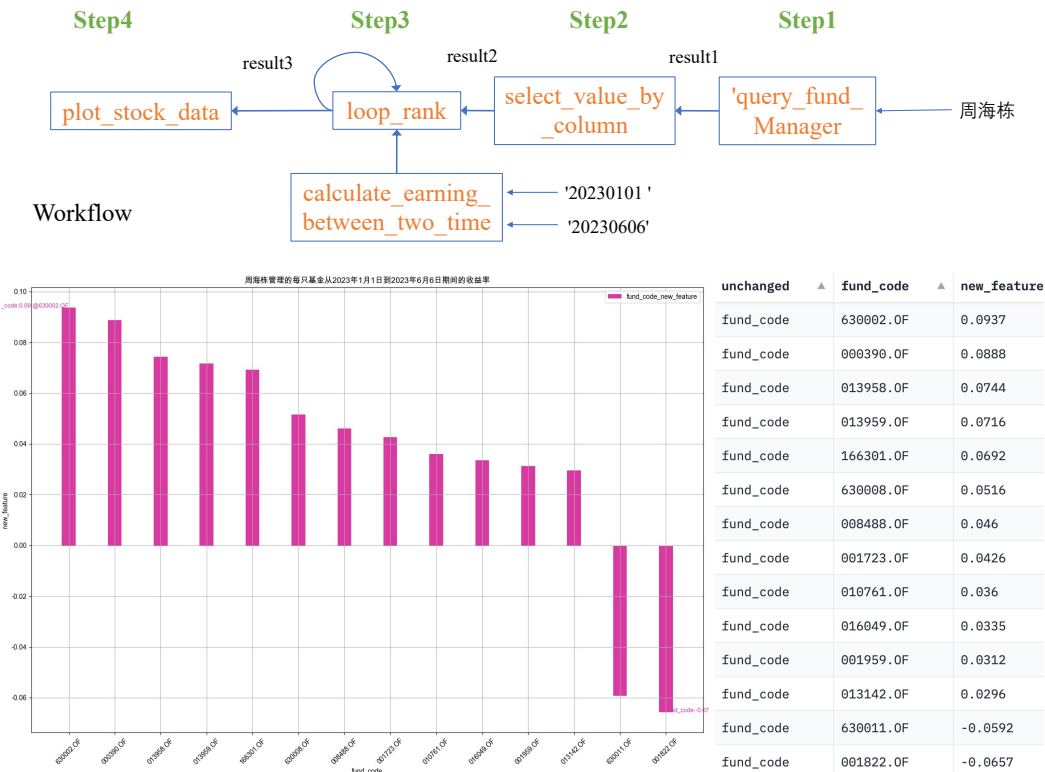 Step4 Step3 Step2 Step1
result3 result2 result1
plot_stock_data
loop_rank
select_value_by
_column
'query_fund_
Manager
周海栋
calculate_earning_
between_two_time
'20230101 '
'20230606'
Workflow
周海栋管理的每只基金从2023年1月1日到2023年6月6日期间的收益率
fund_code_new_feature
_code:0.09|@630002.OF
0.10
0.08
0.06
0.04
0.02
0.00
-0.02
-0.04
-0.06
new_feature
630002.OF 000390.OF 013958.OF 013959.OF 166301.OF 630008.OF 008488.OF 001723.OF 010761.OF 016049.OF 001959.OF 013142.OF 630011.OF 001822.OF
fund_code
unchanged fund_code new_feature
fund_code 630002.OF 0.0937
fund_code 000390.OF 0.0888
fund_code 013958.OF 0.0744
fund_code 013959.OF 0.0716
fund_code 166301.OF 0.0692
fund_code 630008.OF 0.0516
fund_code 008488.OF 0.046
fund_code 001723.OF 0.0426
fund_code 010761.OF 0.036
fund_code 016049.OF 0.0335
fund_code 001959.OF 0.0312
fund_code 013142.OF 0.0296
fund_code 630011.OF -0.0592
fund_code 001822.OF -0.0657